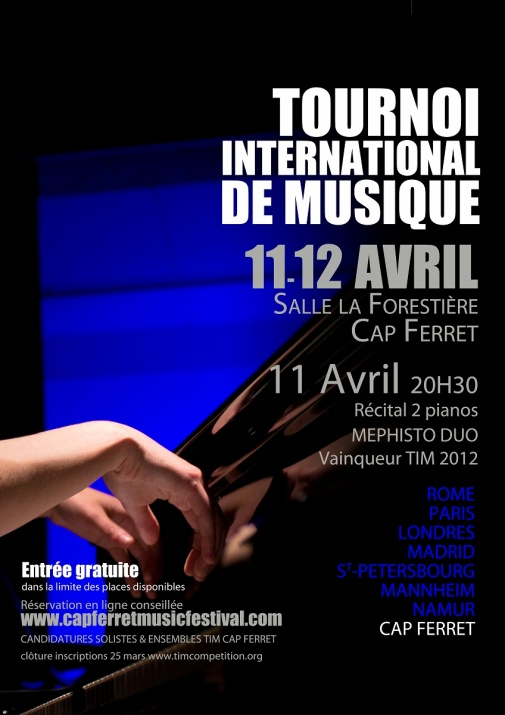 TOURNOI
INTERNATIONAL
DE MUSIQUE
11-12 AVRIL
SALLE LA FORESTIÈRE
CAP FERRET
11 Avril 20H30
Récital 2 pianos
MEPHISTO DUO
Vainqueur TIM 2012
ROME
PARIS
LONDRES
MADRID
ST-PETERSBOURG
MANNHEIM
NAMUR
CAP FERRET
Entrée gratuite
dans la limite des places disponibles
Réservation en ligne conseillée
www.capferretmusicfestival.com
CANDIDATURES SOLISTES & ENSEMBLES TIM CAP FERRET
clôture inscriptions 25 mars www.timcompetition.org